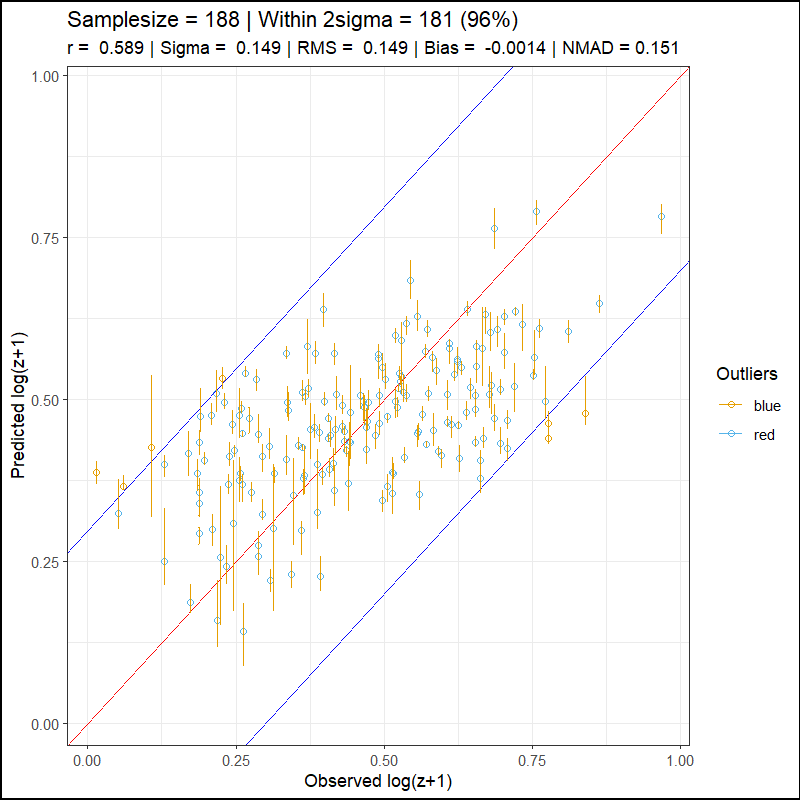 Samplesize = 188 | Within 2sigma = 181 (96%)
r =  0.589 | Sigma =  0.149 | RMS =  0.149 | Bias =  -0.0014 | NMAD = 0.151
1.00
0.75
0.50
0.25
0.00
Predicted log(z+1)
0.00 0.25 0.50 0.75 1.00
Observed log(z+1)
Outliers
blue
red